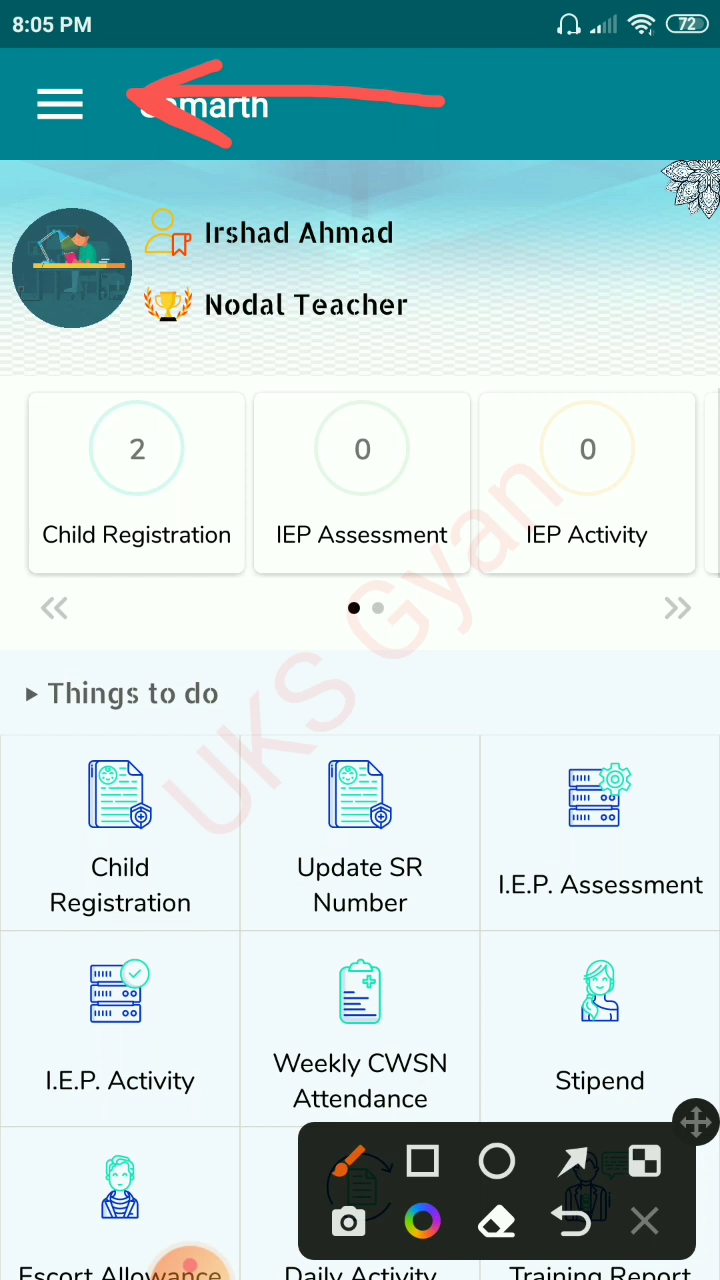 8:05 PM
72
Samarth
Irshad Ahmad
Nodal Teacher
2
0
0
Child Registration
IEP Assessment
IEP Activity
UKS Gyan
Things to do
Child
Registration
Update SR
Number
I.E.P. Assessment
I.E.P. Activity
Weekly CWSN
Attendance
Stipend
Escort Allowance
Daily Activity
Training Report